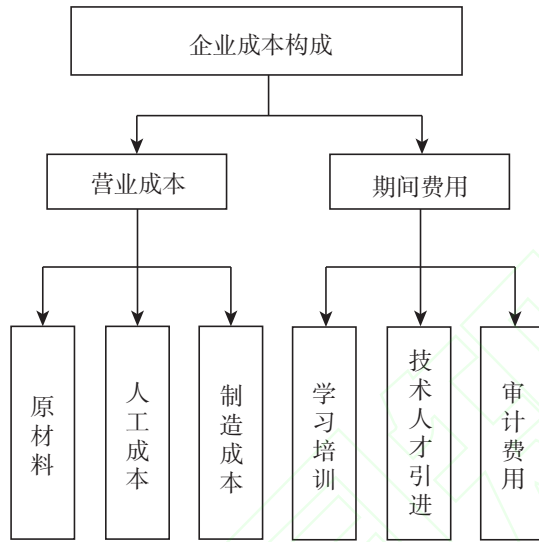 企业成本构成
营业成本
期间费用
原材料
人工成本
制造成本
学习培训
技术人才引进
审计费用